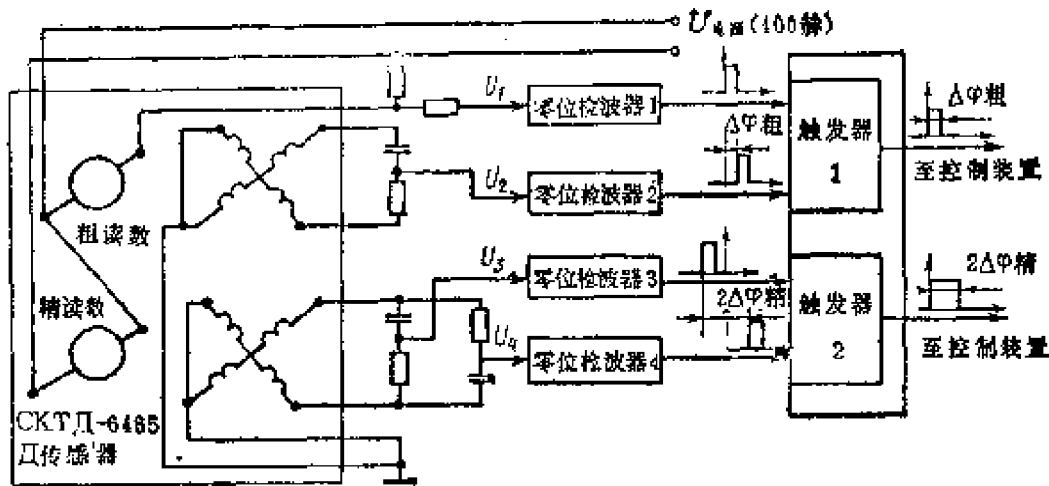 U电源(400赫)
U1
零位检波器1
Δφ粗
触发器
1
Δφ粗
至控制装置
U2
零位检波器2
粗读数
U3
零位检波器3
2Δφ精
触发器
2
2Δφ精
至控制装置
精读数
U4
零位检波器4
СКТД-6465
Д传感器